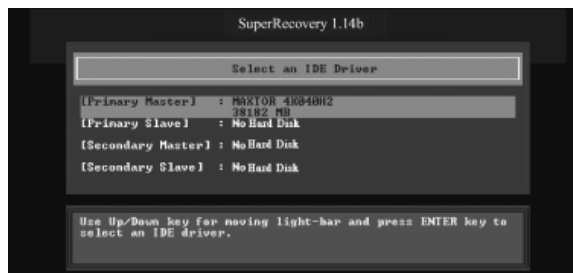 SuperRecovery 1.14b
Select an IDE Driver
[Primary Master] : MAXTOR 4X040H2
38182 MB
[Primary Slave] : No Hard Disk
[Secondary Master] : No Hard Disk
[Secondary Slave] : No Hard Disk
Use Up/Down key for moving light-bar and press ENTER key to
select an IDE driver.